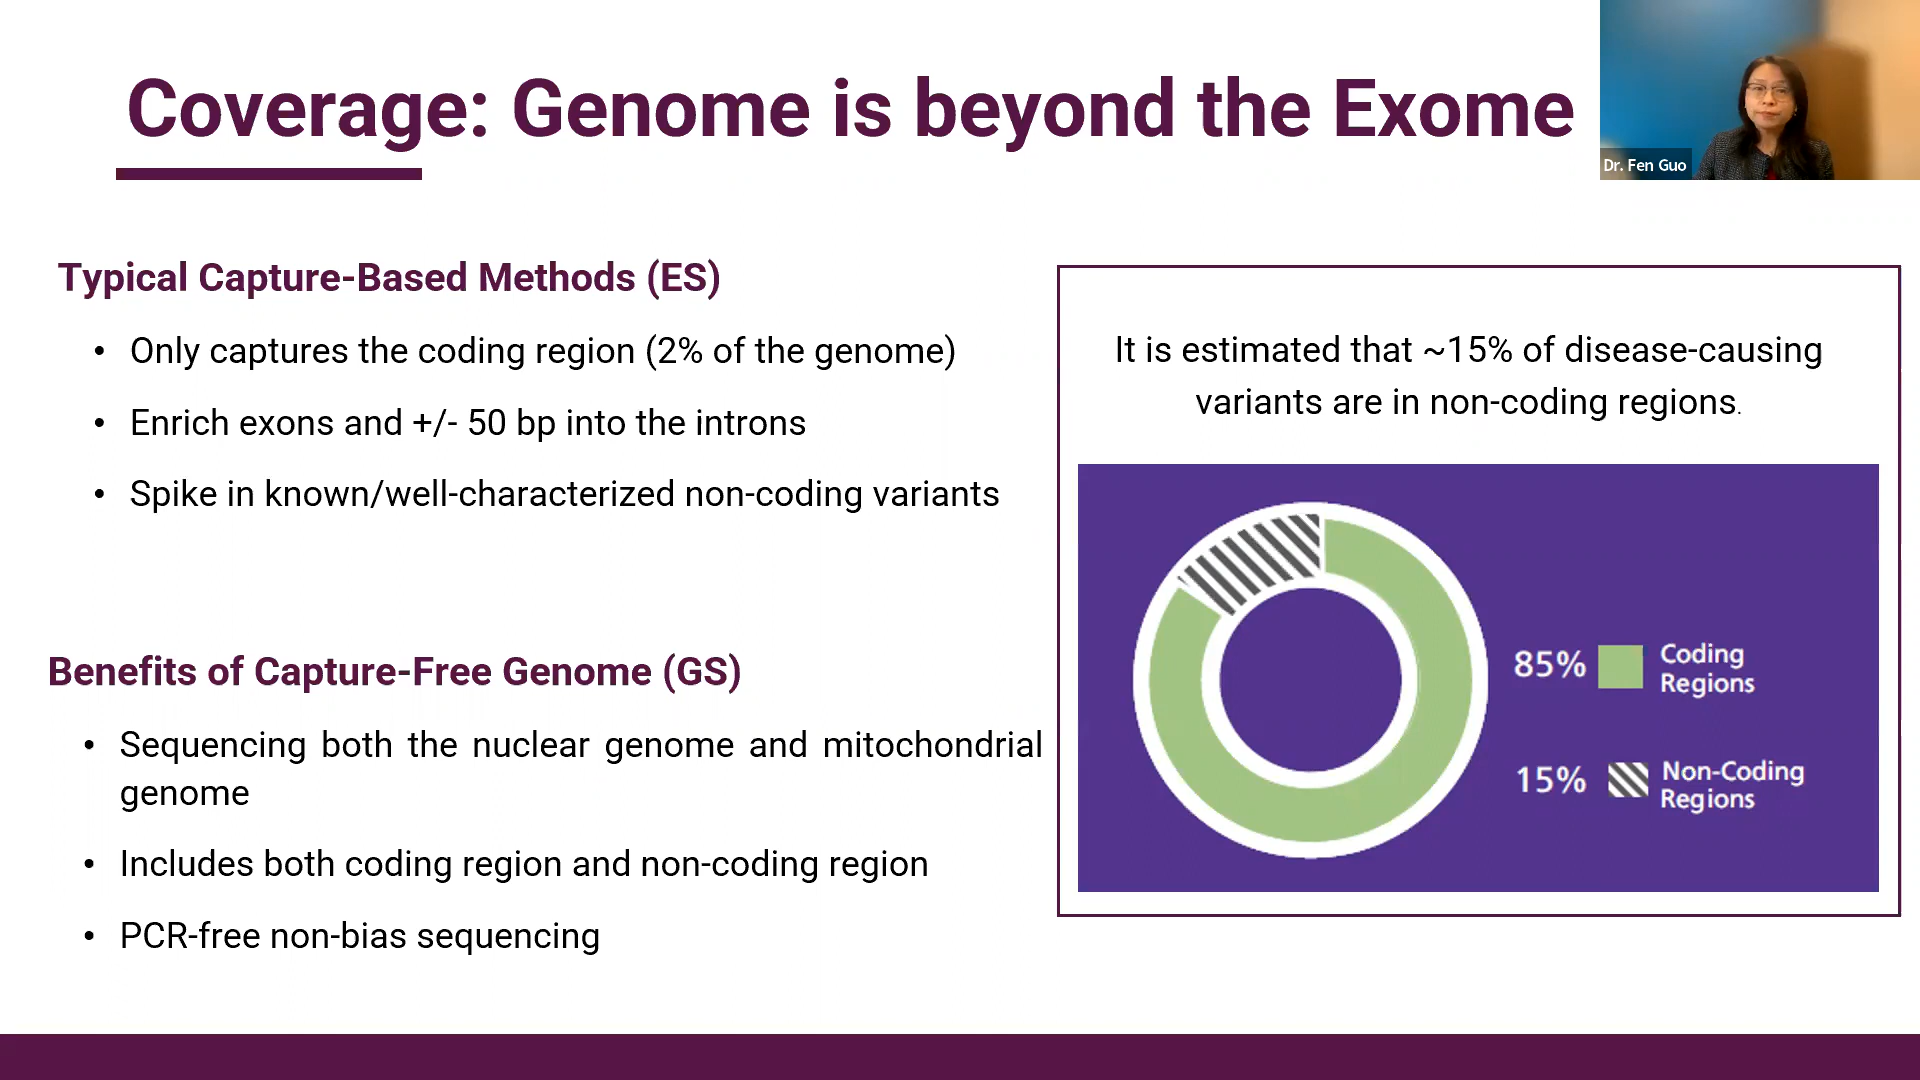 Coverage: Genome is beyond the Exome
Dr. Fen Guo
Typical Capture-Based Methods (ES)
• Only captures the coding region (2% of the genome)
• Enrich exons and +/- 50 bp into the introns
• Spike in known/well-characterized non-coding variants
Benefits of Capture-Free Genome (GS)
• Sequencing both the nuclear genome and mitochondrial
genome
• Includes both coding region and non-coding region
• PCR-free non-bias sequencing
It is estimated that ~15% of disease-causing
variants are in non-coding regions.
85% Coding
Regions
15% Non-Coding
Regions